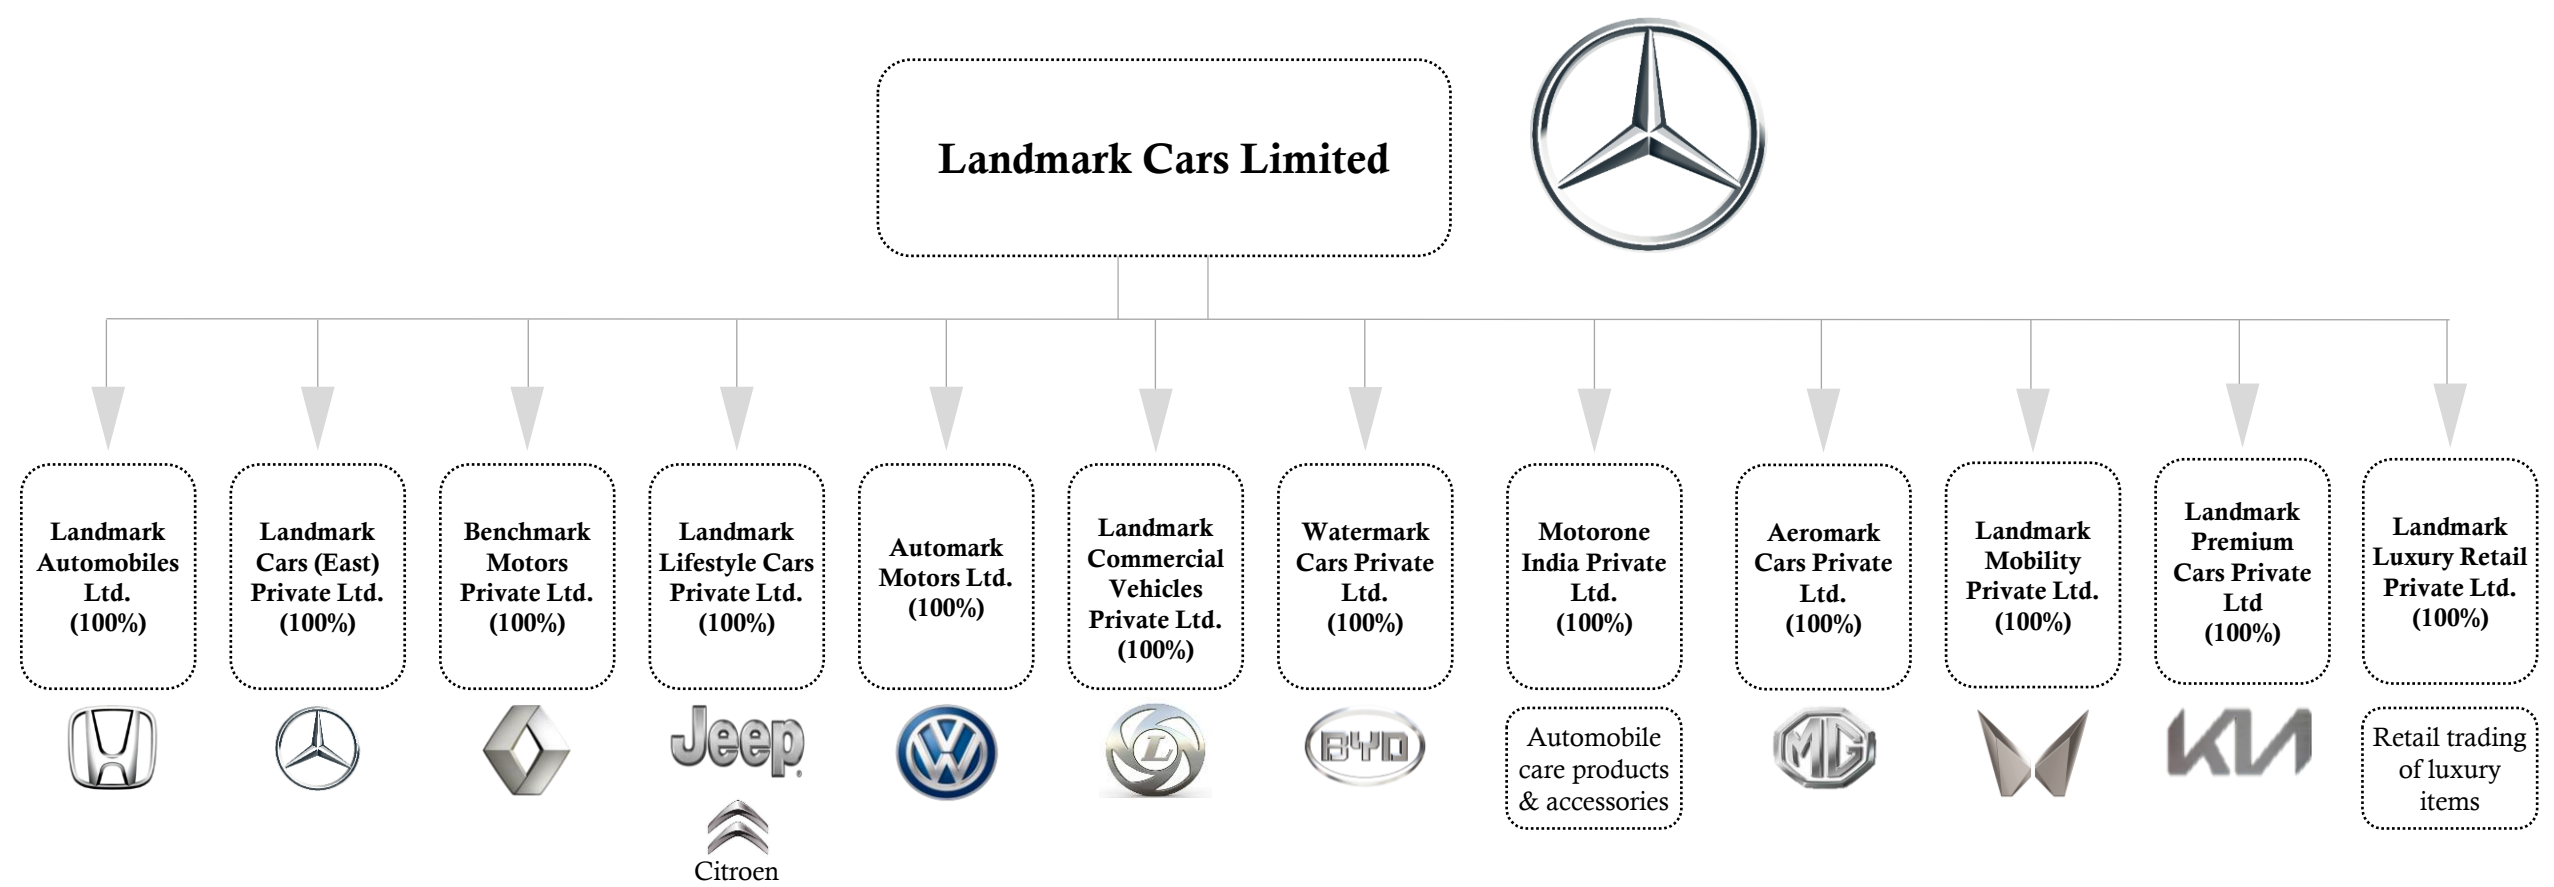 Landmark Cars Limited
Landmark
Automobiles
Ltd.
(100%)
Landmark
Cars (East)
Private Ltd.
(100%)
Benchmark
Motors
Private Ltd.
(100%)
Landmark
Lifestyle Cars
Private Ltd.
(100%)
Automark
Motors Ltd.
(100%)
Landmark
Commercial
Vehicles
Private Ltd.
(100%)
Watermark
Cars Private
Ltd.
(100%)
Motorone
India Private
Ltd.
(100%)
Aeromark
Cars Private
Ltd.
(100%)
Landmark
Mobility
Private Ltd.
(100%)
Landmark
Premium
Cars Private
Ltd
(100%)
Landmark
Luxury Retail
Private Ltd.
(100%)
Jeep
Citroen
VW
L
BYD
Automobile
care products
& accessories
MG
KIA
Retail trading
of luxury
items